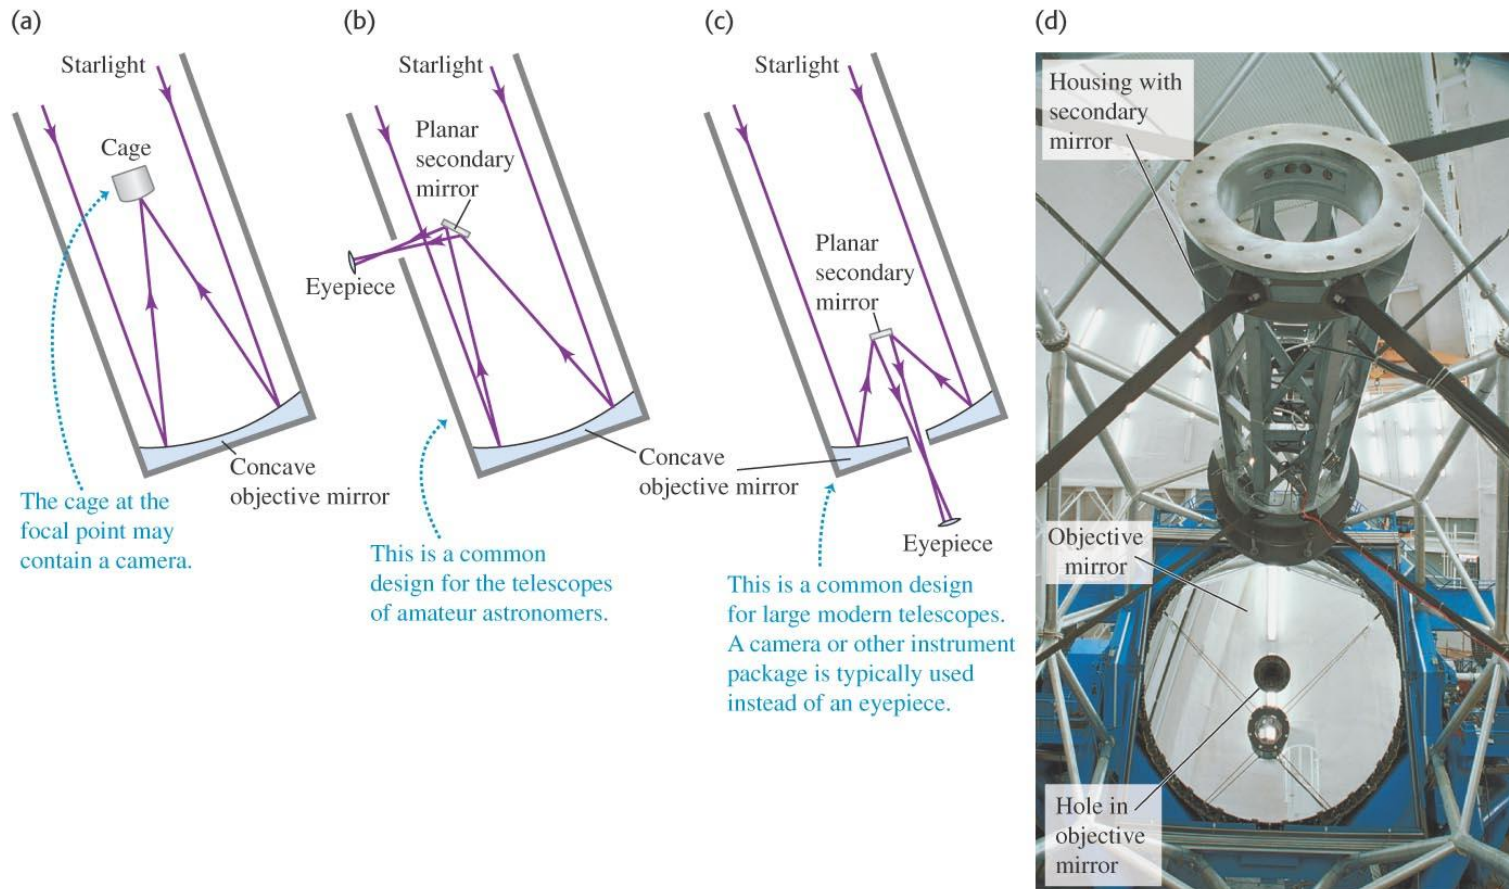 (a)
Starlight
Cage
Concave
objective mirror
The cage at the
focal point may
contain a camera.
(b)
Starlight
Planar
secondary
mirror
Eyepiece
This is a common
design for the telescopes
of amateur astronomers.
Concave
objective mirror
(c)
Starlight
Planar
secondary
mirror
Eyepiece
This is a common design
for large modern telescopes.
A camera or other instrument
package is typically used
instead of an eyepiece.
(d)
Housing with
secondary
mirror
Objective
mirror
Hole in
objective
mirror